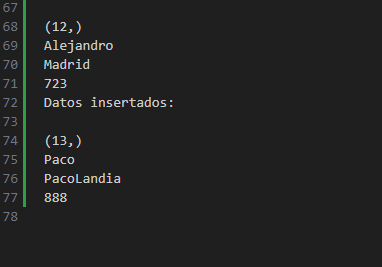 67
68 (12,)
69 Alejandro
70 Madrid
71 723
72 Datos insertados:
73
74 (13,)
75 Paco
76 PacoLandia
77 888
78